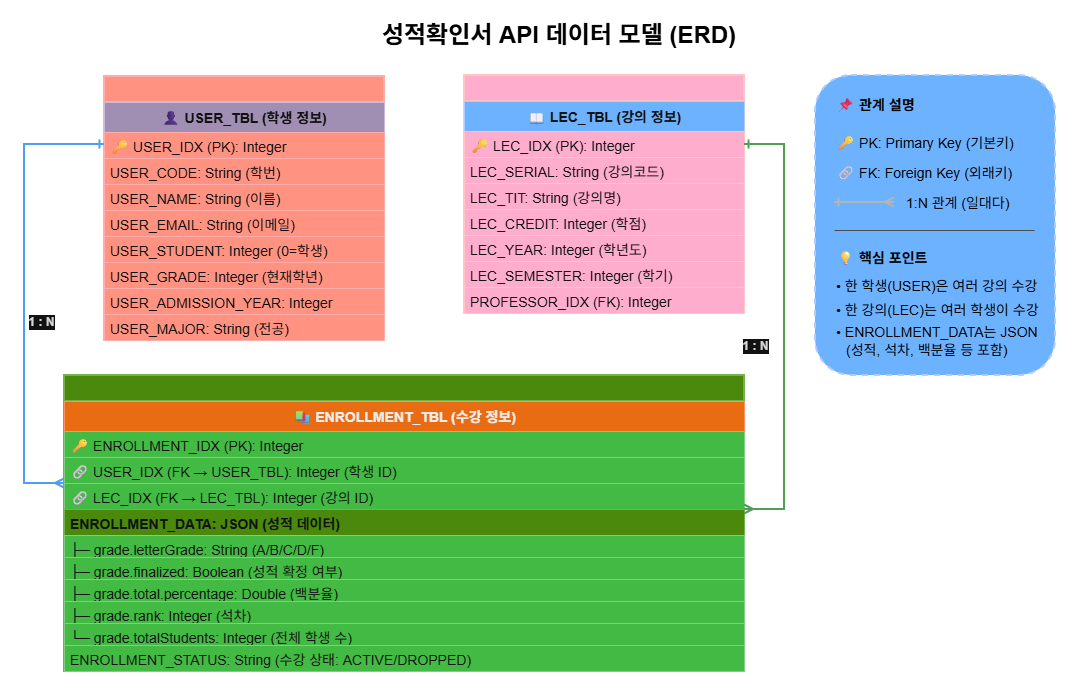 성적확인서 API 데이터 모델 (ERD)
USER_TBL (학생 정보)
USER_IDX (PK): Integer
USER_CODE: String (학번)
USER_NAME: String (이름)
USER_EMAIL: String (이메일)
USER_STUDENT: Integer (0=학생)
USER_GRADE: Integer (현재학년)
USER_ADMISSION_YEAR: Integer
USER_MAJOR: String (전공)
LEC_TBL (강의 정보)
LEC_IDX (PK): Integer
LEC_SERIAL: String (강의코드)
LEC_TIT: String (강의명)
LEC_CREDIT: Integer (학점)
LEC_YEAR: Integer (학년도)
LEC_SEMESTER: Integer (학기)
PROFESSOR_IDX (FK): Integer
관계 설명
PK: Primary Key (기본키)
FK: Foreign Key (외래키)
1:N 관계 (일대다)
핵심 포인트
• 한 학생(USER)은 여러 강의 수강
• 한 강의(LEC)는 여러 학생이 수강
• ENROLLMENT_DATA는 JSON
(성적, 석차, 백분율 등 포함)
1 : N
1 : N
ENROLLMENT_TBL (수강 정보)
ENROLLMENT_IDX (PK): Integer
USER_IDX (FK → USER_TBL): Integer (학생 ID)
LEC_IDX (FK → LEC_TBL): Integer (강의 ID)
ENROLLMENT_DATA: JSON (성적 데이터)
├─ grade.letterGrade: String (A/B/C/D/F)
├─ grade.finalized: Boolean (성적 확정 여부)
├─ grade.total.percentage: Double (백분율)
├─ grade.rank: Integer (석차)
└─ grade.totalStudents: Integer (전체 학생 수)
ENROLLMENT_STATUS: String (수강 상태: ACTIVE/DROPPED)